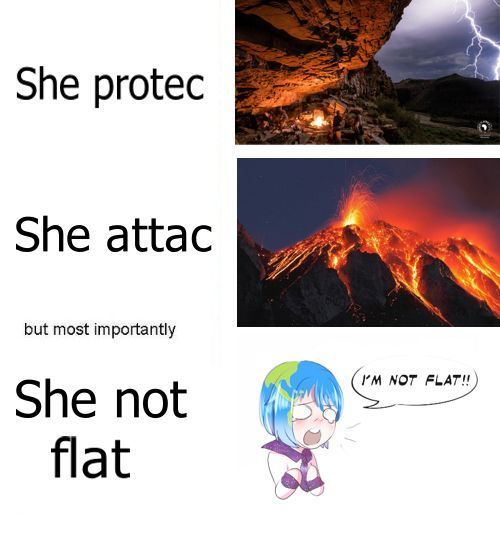 She protec
She attac
but most importantly
She not
flat
I'M NOT FLAT!!